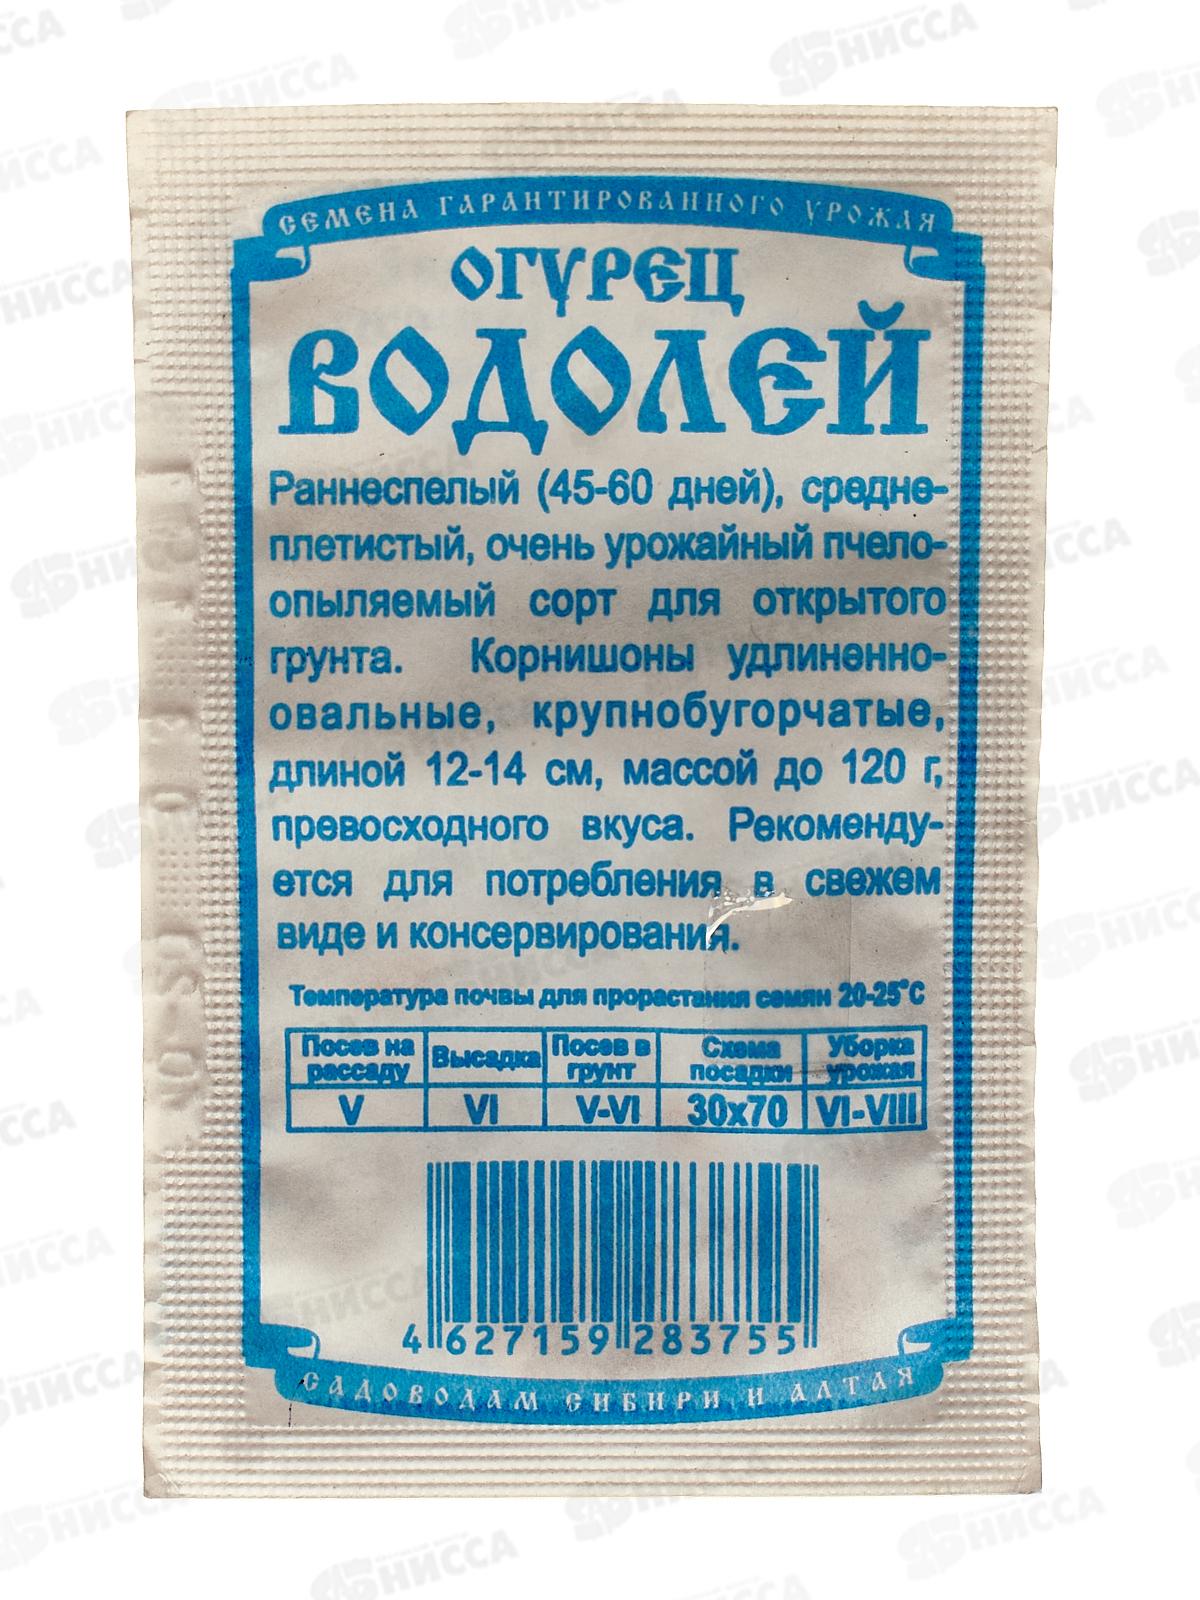 СЕМЕНА ГАРАНТИРОВАННОГО УРОЖАЯ
ОГУРЕЦ
ВОДОЛЕЙ
Раннеспелый (45-60 дней), средне-
плетистый, очень урожайный пчело-
опыляемый сорт для открытого
грунта. Корнишоны удлиненно-
овальные, крупнобугорчатые,
длиной 12-14 см, массой до 120 г,
превосходного вкуса. Рекоменду-
ется для потребления в свежем
виде и консервирования.
Температура почвы для прорастания семян 20-25°С
Посев на рассаду Высадка Посев в грунт Схема посадки Уборка урожая
V VI V-VI 30х70 VI-VIII
4 627159 283755
САДОВОДАМ СИБИРИ И АЛТАЯ
НИССА